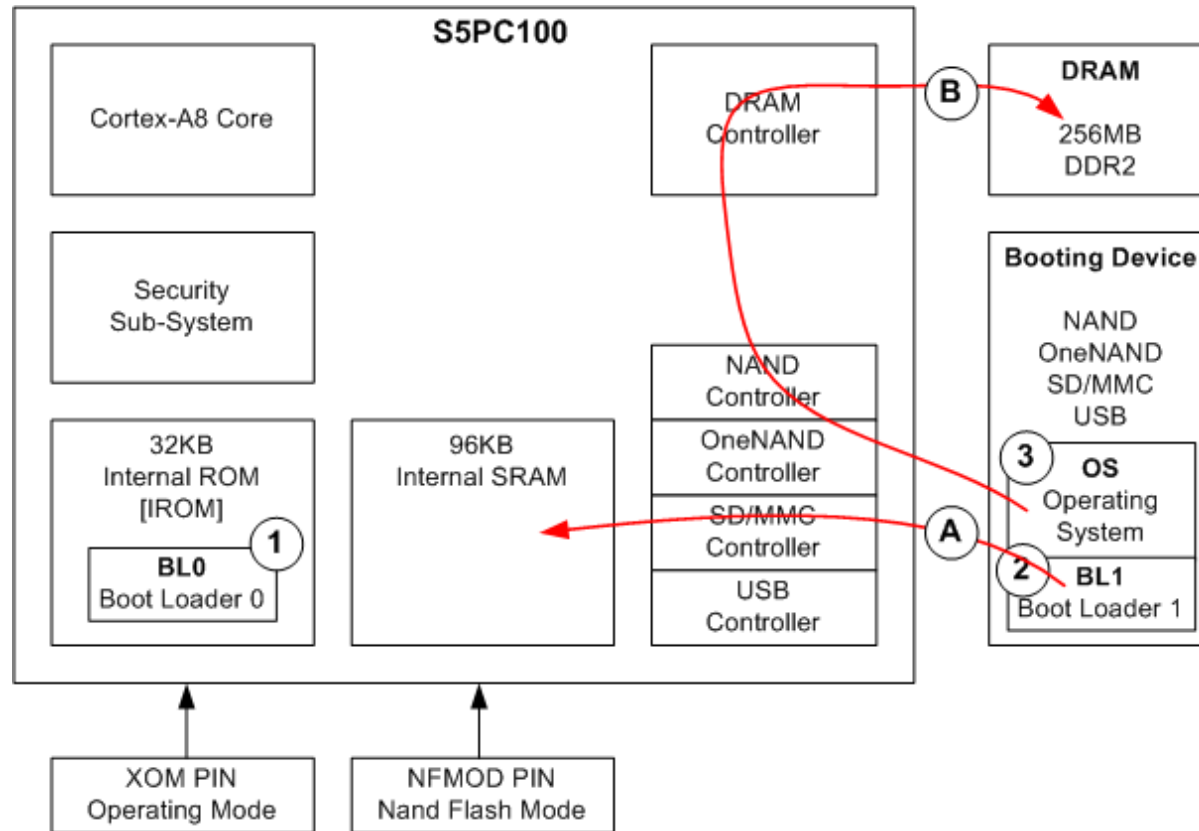 S5PC100
Cortex-A8 Core
DRAM
Controller
B
DRAM
256MB
DDR2
Security
Sub-System
Booting Device
NAND
OneNAND
SD/MMC
USB
NAND
Controller
OneNAND
Controller
SD/MMC
Controller
USB
Controller
32KB
Internal ROM
[IROM]
1
BL0
Boot Loader 0
96KB
Internal SRAM
A
3
OS
Operating
System
2
BL1
Boot Loader 1
XOM PIN
Operating Mode
NFMOD PIN
Nand Flash Mode